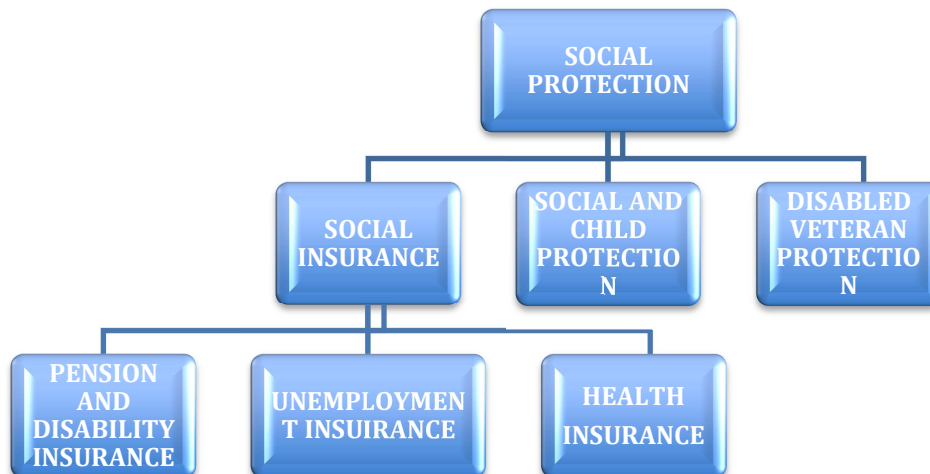 SOCIAL
PROTECTION
SOCIAL
INSURANCE
SOCIAL AND
CHILD
PROTECTIO
N
DISABLED
VETERAN
PROTECTIO
N
PENSION
AND
DISABILITY
INSURANCE
UNEMPLOYMEN
T INSUIRANCE
HEALTH
INSURANCE